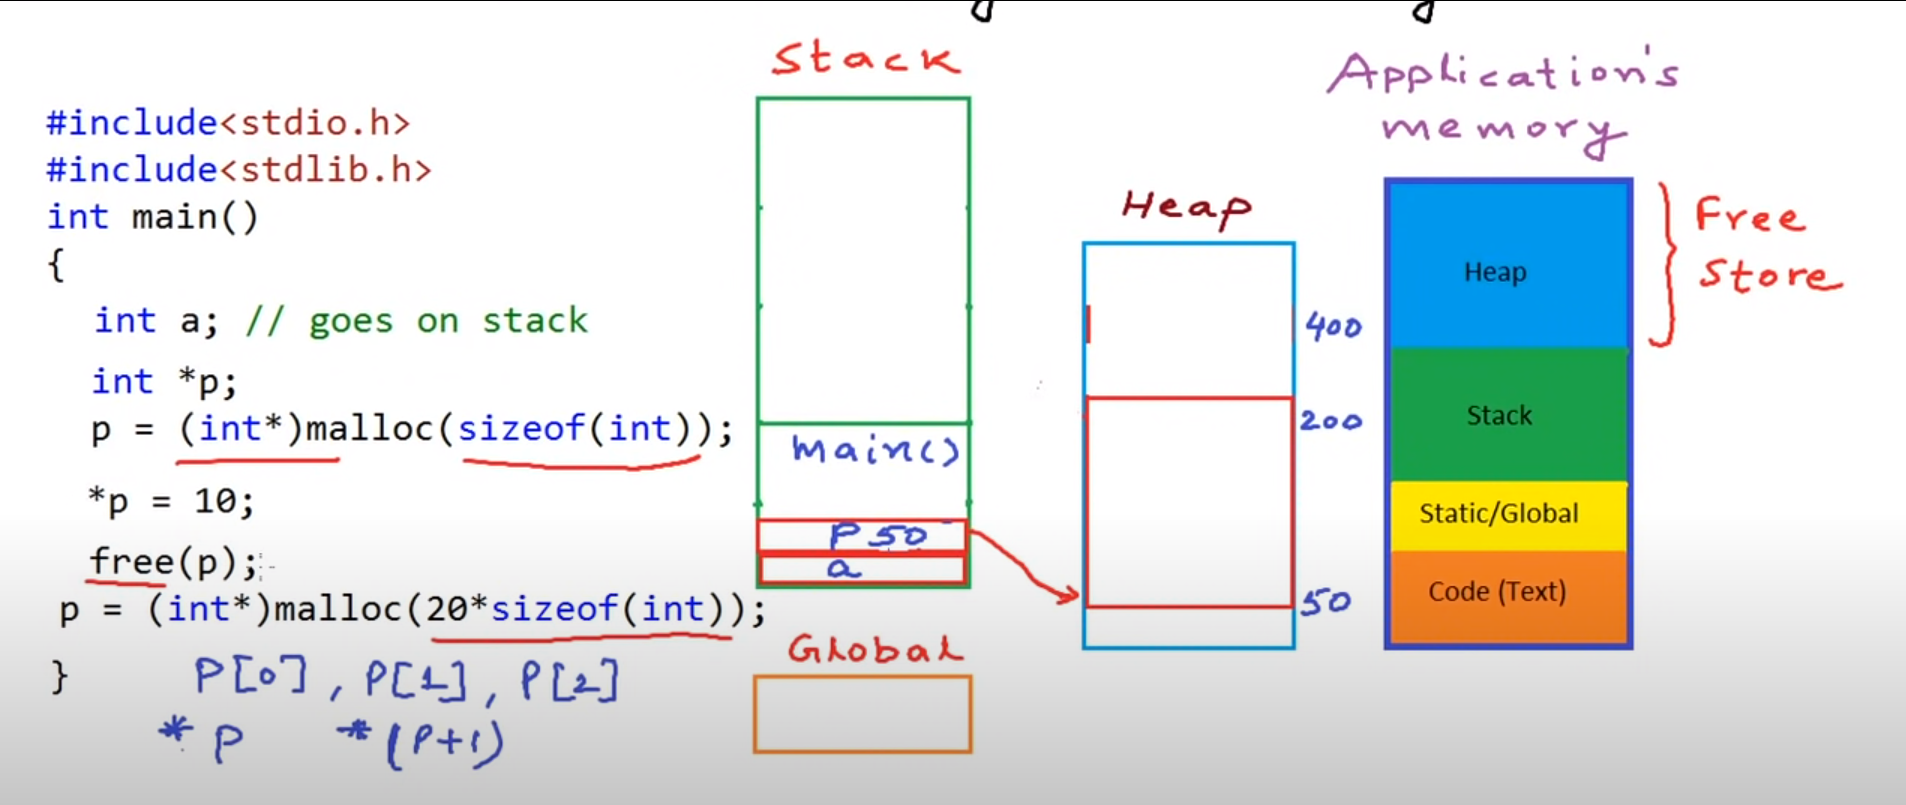 #include<stdio.h>
#include<stdlib.h>
int main()
{
int a; // goes on stack
int *p;
p = (int*)malloc(sizeof(int));
*p = 10;
free(p);
p = (int*)malloc(20*sizeof(int));
}
P[0], P[1], P[2]
*P *(P+1)
Stack
main()
P 50
a
Global
Heap
400
200
50
Application's
memory
Heap
Stack
Static/Global
Code (Text)
Free
Store